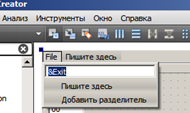 Creator
Анализ Инструменты Окно Справка
File Пишите здесь
&Exit
Пишите здесь
Добавить разделитель